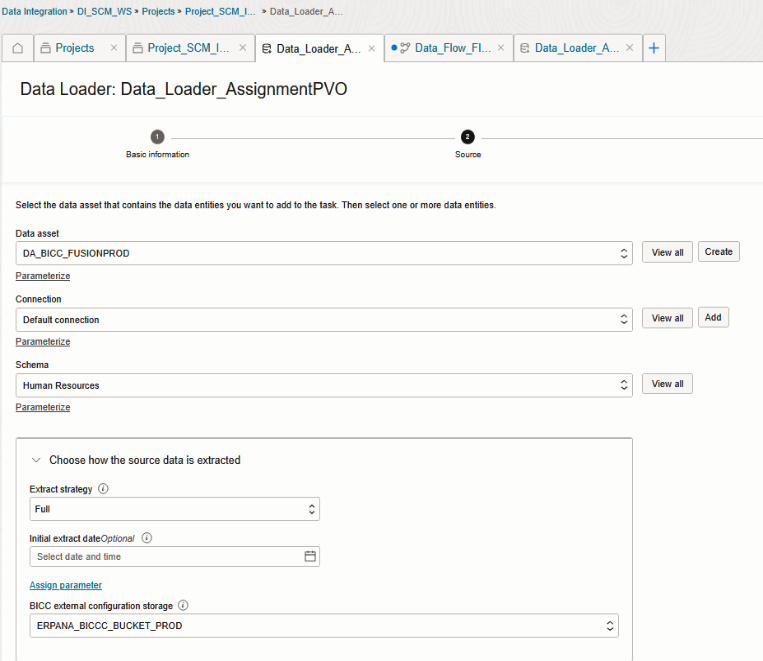 Data Integration » DI_SCM_WS » Projects » Project_SCM_I... » Data_Loader_A...
Projects × Project_SCM_I... × Data_Loader_A... × Data_Flow_FI... × Data_Loader_A... × +
Data Loader: Data_Loader_AssignmentPVO
1 2
Basic information Source
Select the data asset that contains the data entities you want to add to the task. Then select one or more data entities.
Data asset
DA_BICC_FUSIONPROD View all Create
Parameterize
Connection
Default connection View all Add
Parameterize
Schema
Human Resources View all
Parameterize
Choose how the source data is extracted
Extract strategy i
Full
Initial extract dateOptional i
Select date and time
Assign parameter
BICC external configuration storage i
ERPANA_BICCC_BUCKET_PROD